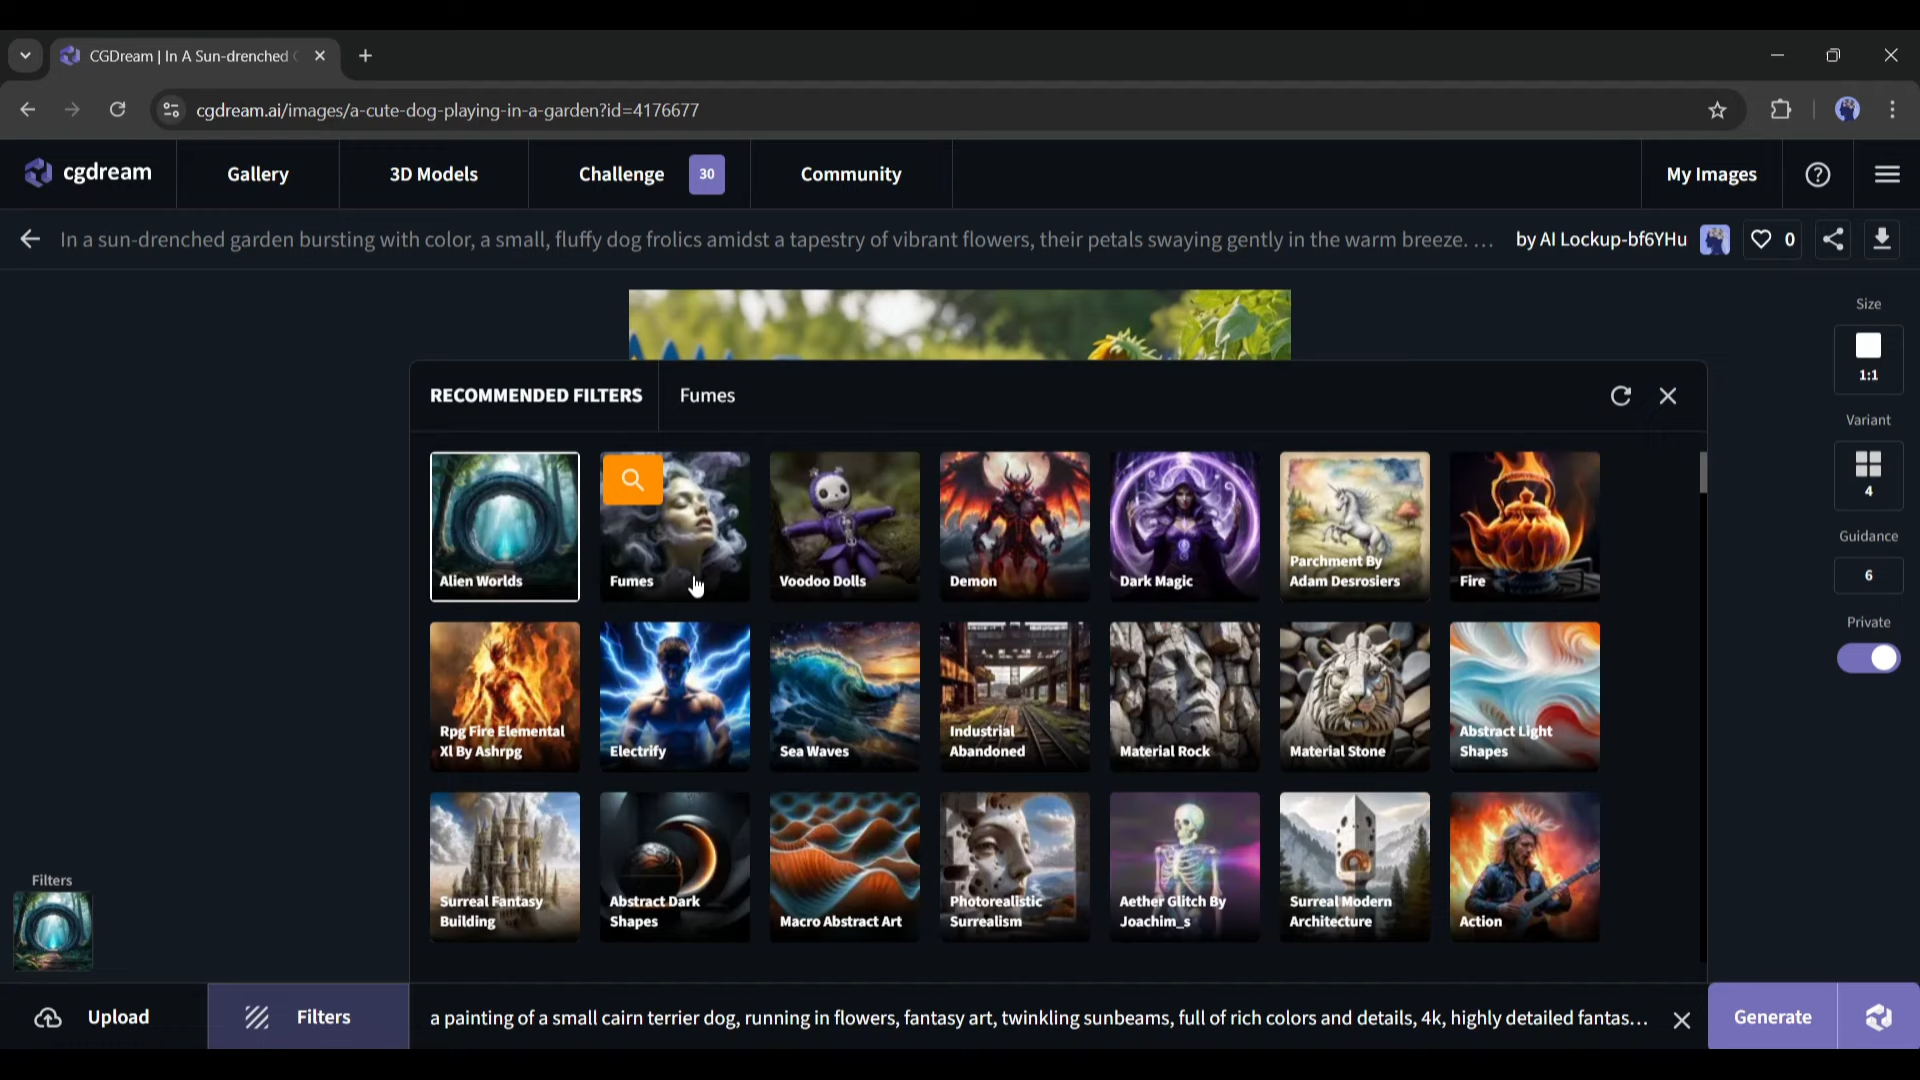 CGDream | In A Sun-drenched
cgdream.ai/images/a-cute-dog-playing-in-a-garden?id=4176677
cgdream
Gallery
3D Models
Challenge 30
Community
My Images
In a sun-drenched garden bursting with color, a small, fluffy dog frolics amidst a tapestry of vibrant flowers, their petals swaying gently in the warm breeze. ...
by AI Lockup-bf6YHu
0
Size
1:1
Variant
4
Guidance
6
Private
RECOMMENDED FILTERS
Fumes
Alien Worlds
Fumes
Voodoo Dolls
Demon
Dark Magic
Parchment By
Adam Desrosiers
Fire
Rpg Fire Elemental
Xl By Ashrpg
Electrify
Sea Waves
Industrial
Abandoned
Material Rock
Material Stone
Abstract Light
Shapes
Surreal Fantasy
Building
Abstract Dark
Shapes
Macro Abstract Art
Photorealistic
Surrealism
Aether Glitch By
Joachim_s
Surreal Modern
Architecture
Action
Filters
Upload
Filters
a painting of a small cairn terrier dog, running in flowers, fantasy art, twinkling sunbeams, full of rich colors and details, 4k, highly detailed fantas...
Generate